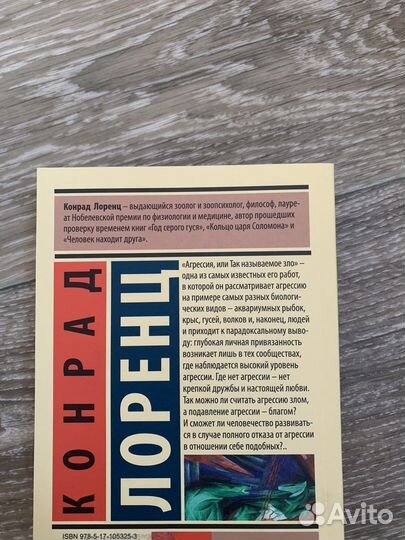 Конрад Лоренц – выдающийся зоолог и зоопсихолог, философ, лауре-
ат Нобелевской премии по физиологии и медицине, автор прошедших
проверку временем книг «Год серого гуся», «Кольцо царя Соломона» и
«Человек находит друга».
КОНРАД
ЛОРЕНЦ
«Агрессия, или Так называемое зло» –
одна из самых известных его работ,
в которой он рассматривает агрессию
на примере самых разных биологи-
ческих видов – аквариумных рыбок,
крыс, гусей, волков и, наконец, людей
и приходит к парадоксальному выво-
ду: глубокая личная привязанность
возникает лишь в тех сообществах,
где наблюдается высокий уровень
агрессии. Где нет агрессии – нет
крепкой дружбы и настоящей любви.
Так можно ли считать агрессию злом,
а подавление агрессии – благом?
И сможет ли человечество развивать-
ся в случае полного отказа от агрессии
в отношении себе подобных?..
ISBN 978-5-17-105325-3
Avito